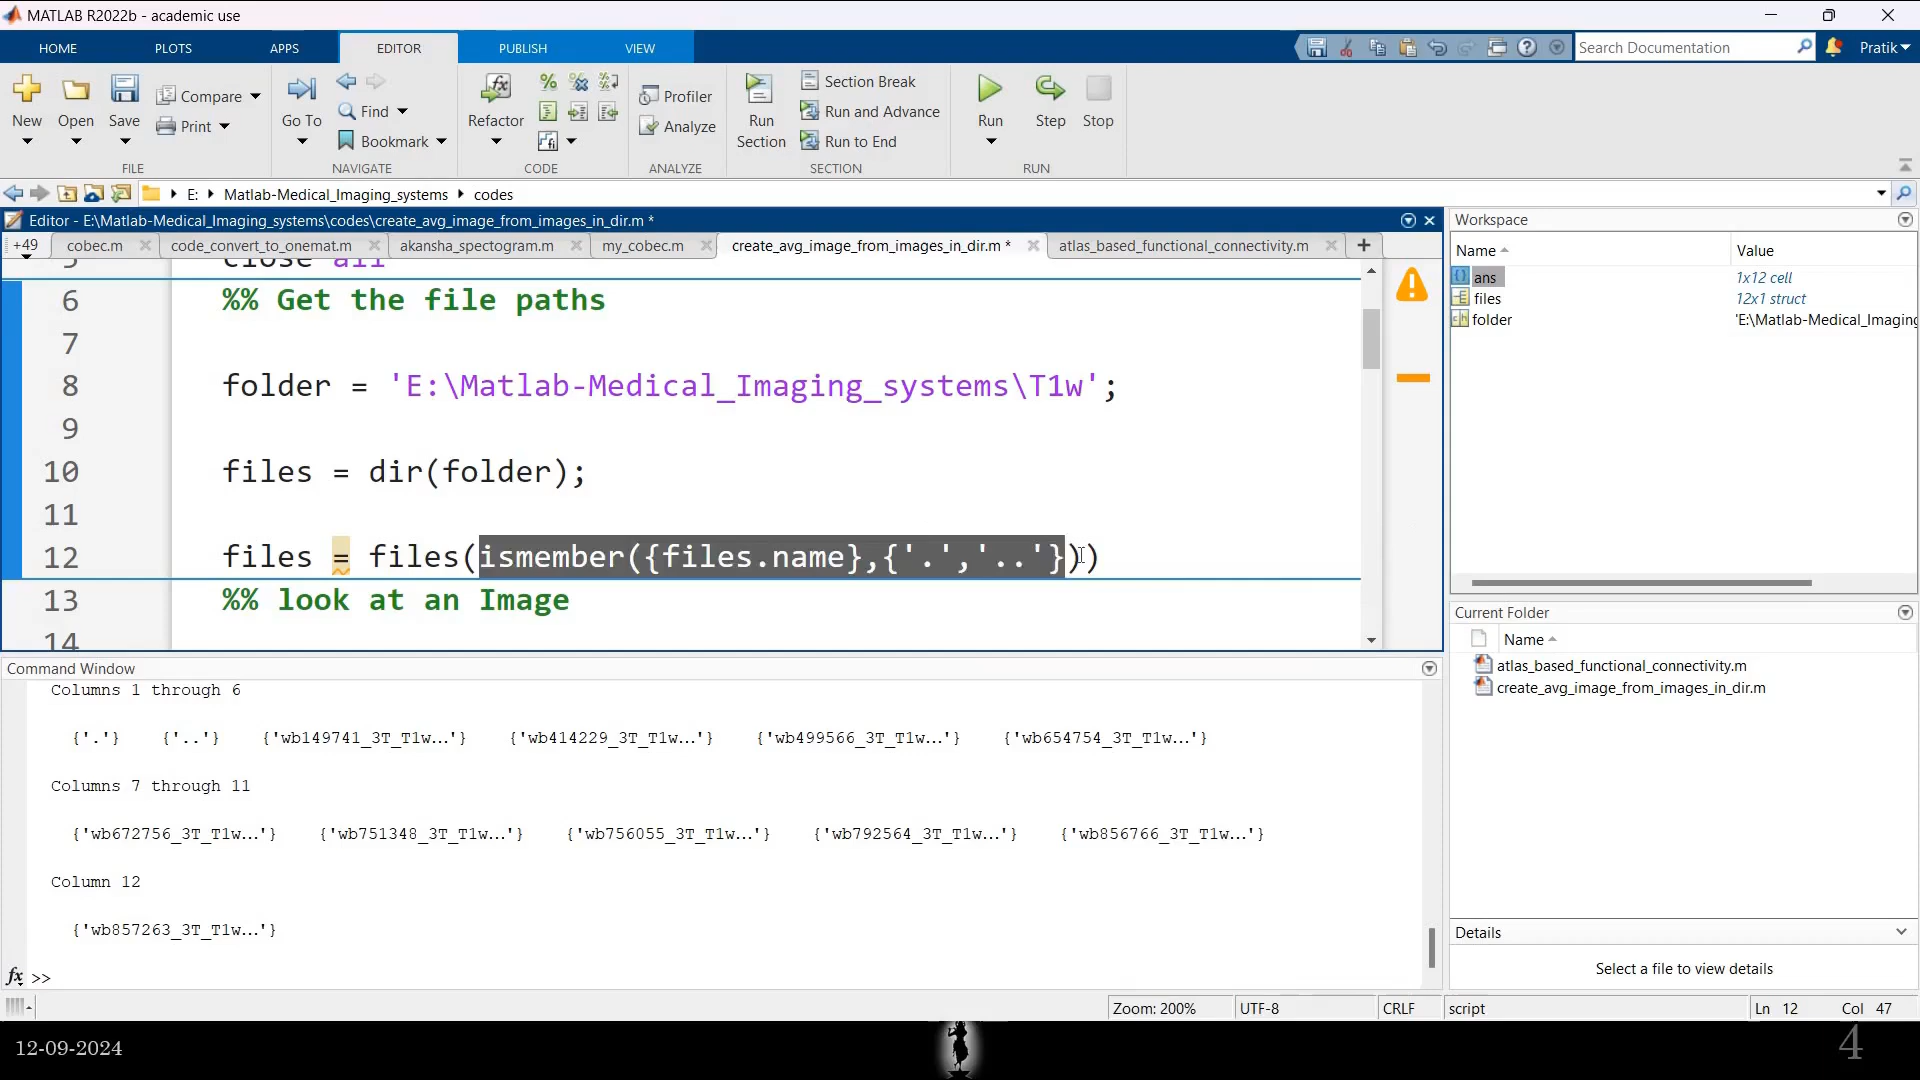 MATLAB R2022b - academic use
HOME PLOTS APPS EDITOR PUBLISH VIEW Search Documentation Pratik
New Open Save Compare Print Go To Find Bookmark Refactor Profiler Analyze Run Section Section Break Run and Advance Run to End Run Step Stop
FILE NAVIGATE CODE ANALYZE SECTION RUN
E: Matlab-Medical_Imaging_systems codes
Editor - E:\Matlab-Medical_Imaging_systems\codes\create_avg_image_from_images_in_dir.m *
+49 cobec.m code_convert_to_onemat.m akansha_spectogram.m my_cobec.m create_avg_image_from_images_in_dir.m * atlas_based_functional_connectivity.m
5 close all
6 %% Get the file paths
7
8 folder = 'E:\Matlab-Medical_Imaging_systems\T1w';
9
10 files = dir(folder);
11
12 files = files(ismember({files.name},{'.','..'}))
13 %% look at an Image
14
Workspace
Name Value
ans 1x12 cell
files 12x1 struct
folder 'E:\Matlab-Medical_Imaging
Current Folder
Name
atlas_based_functional_connectivity.m
create_avg_image_from_images_in_dir.m
Details
Select a file to view details
Command Window
Columns 1 through 6
{'.'} {'..'} {'wb149741_3T_T1w...'} {'wb414229_3T_T1w...'} {'wb499566_3T_T1w...'} {'wb654754_3T_T1w...'}
Columns 7 through 11
{'wb672756_3T_T1w...'} {'wb751348_3T_T1w...'} {'wb756055_3T_T1w...'} {'wb792564_3T_T1w...'} {'wb856766_3T_T1w...'}
Column 12
{'wb857263_3T_T1w...'}
fx >>
Zoom: 200% UTF-8 CRLF script Ln 12 Col 47
12-09-2024 4